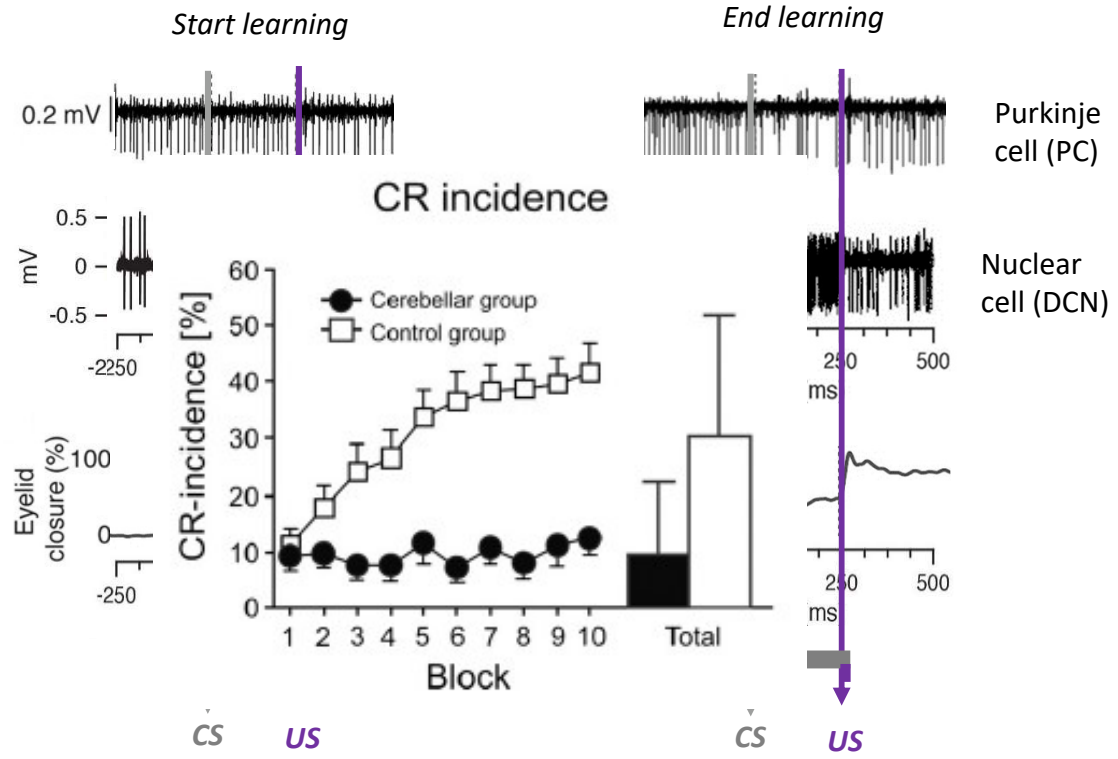 Start learning
End learning
0.2 mV
Purkinje
cell (PC)
CR incidence
mV
0.5
0
-0.5
-2250
Nuclear
cell (DCN)
250
500
ms
CR-incidence [%]
60
50
40
30
20
10
0
Cerebellar group
Control group
1 2 3 4 5 6 7 8 9 10
Total
Block
Eyelid
closure (%)
100
0
-250
250
500
ms
CS
US
CS
US